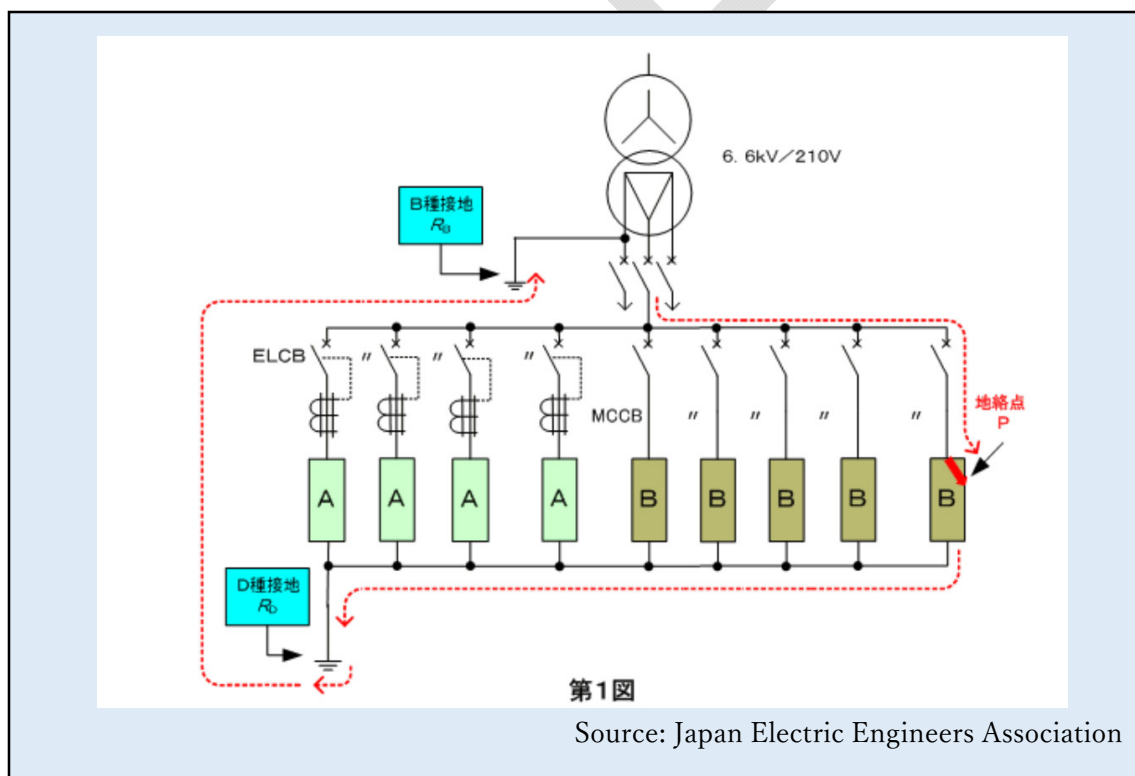 6. 6kV／210V
B種接地
R_B
ELCB
〃
〃
〃
MCCB
〃
〃
〃
〃
地絡点
P
A
A
A
A
B
B
B
B
B
D種接地
R_D
第1図
Source: Japan Electric Engineers Association